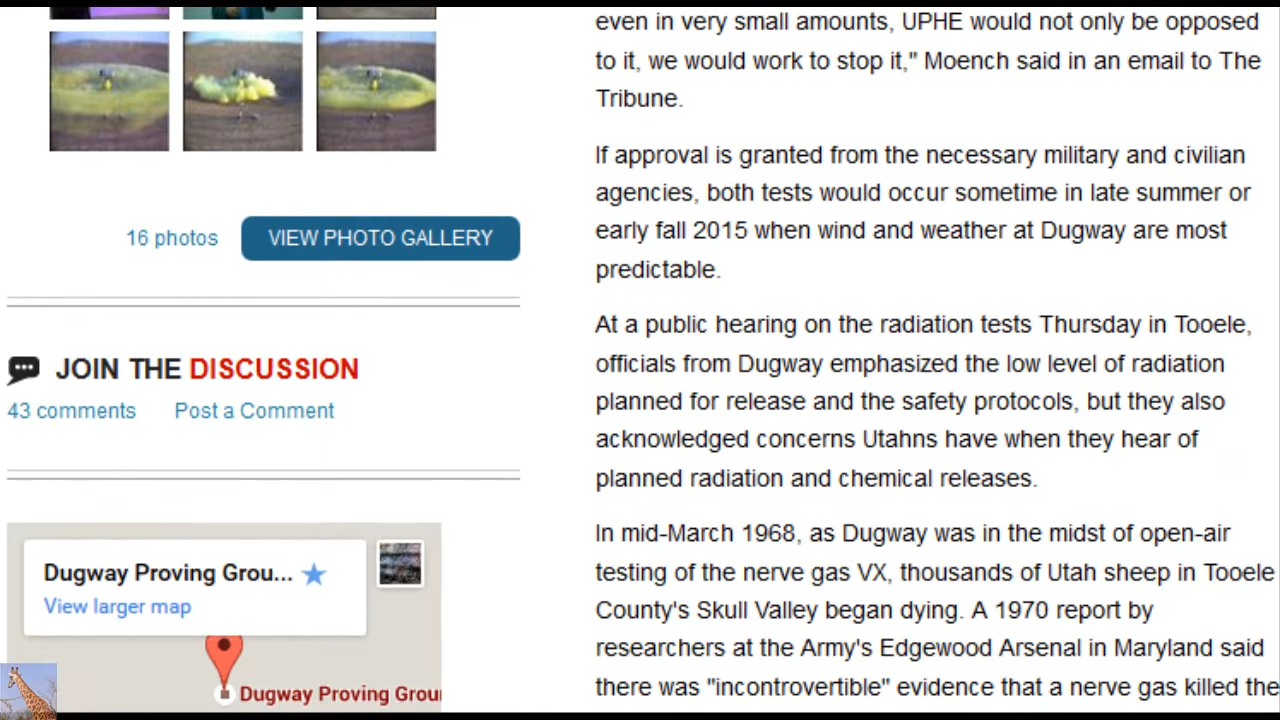 16 photos
VIEW PHOTO GALLERY
JOIN THE DISCUSSION
43 comments
Post a Comment
Dugway Proving Grou...
View larger map
Dugway Proving Grou
even in very small amounts, UPHE would not only be opposed
to it, we would work to stop it," Moench said in an email to The
Tribune.
If approval is granted from the necessary military and civilian
agencies, both tests would occur sometime in late summer or
early fall 2015 when wind and weather at Dugway are most
predictable.
At a public hearing on the radiation tests Thursday in Tooele,
officials from Dugway emphasized the low level of radiation
planned for release and the safety protocols, but they also
acknowledged concerns Utahns have when they hear of
planned radiation and chemical releases.
In mid-March 1968, as Dugway was in the midst of open-air
testing of the nerve gas VX, thousands of Utah sheep in Tooele
County's Skull Valley began dying. A 1970 report by
researchers at the Army's Edgewood Arsenal in Maryland said
there was "incontrovertible" evidence that a nerve gas killed the